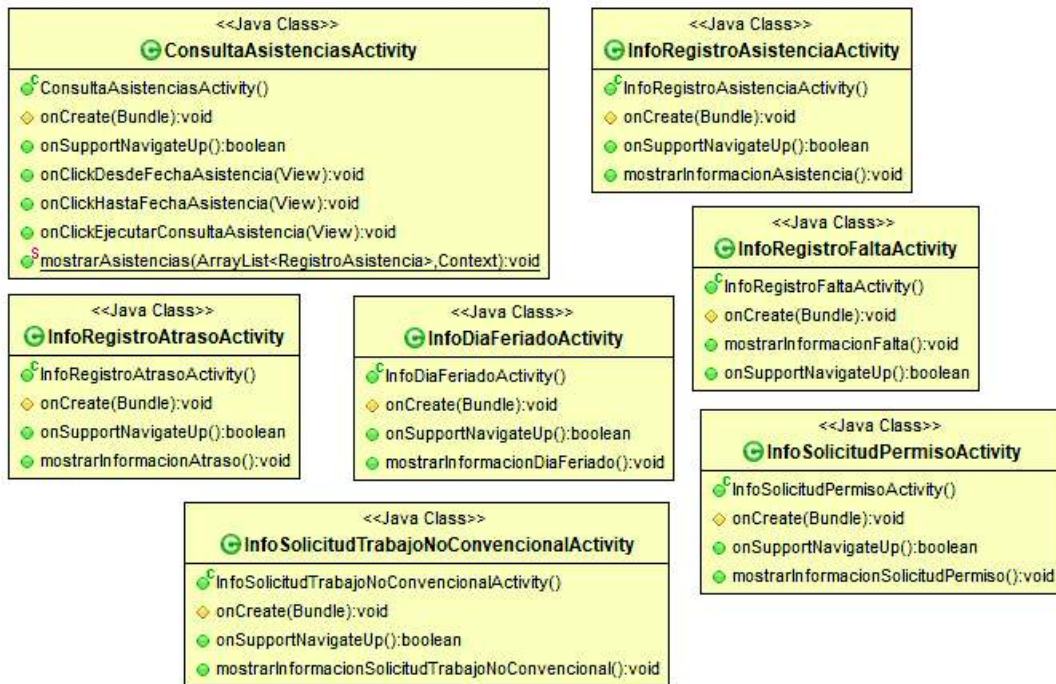 <<Java Class>>
ConsultaAsistenciasActivity
ConsultaAsistenciasActivity()
onCreate(Bundle):void
onSupportNavigateUp():boolean
onClickDesdeFechaAsistencia(View):void
onClickHastaFechaAsistencia(View):void
onClickEjecutarConsultaAsistencia(View):void
mostrarAsistencias(ArrayList<RegistroAsistencia>,Context):void
<<Java Class>>
InfoRegistroAsistenciaActivity
InfoRegistroAsistenciaActivity()
onCreate(Bundle):void
onSupportNavigateUp():boolean
mostrarInformacionAsistencia():void
<<Java Class>>
InfoRegistroFaltaActivity
InfoRegistroFaltaActivity()
onCreate(Bundle):void
mostrarInformacionFalta():void
onSupportNavigateUp():boolean
<<Java Class>>
InfoRegistroAtrasoActivity
InfoRegistroAtrasoActivity()
onCreate(Bundle):void
onSupportNavigateUp():boolean
mostrarInformacionAtraso():void
<<Java Class>>
InfoDiaFeriadoActivity
InfoDiaFeriadoActivity()
onCreate(Bundle):void
onSupportNavigateUp():boolean
mostrarInformacionDiaFeriado():void
<<Java Class>>
InfoSolicitudPermisoActivity
InfoSolicitudPermisoActivity()
onCreate(Bundle):void
onSupportNavigateUp():boolean
mostrarInformacionSolicitudPermiso():void
<<Java Class>>
InfoSolicitudTrabajoNoConvencionalActivity
InfoSolicitudTrabajoNoConvencionalActivity()
onCreate(Bundle):void
onSupportNavigateUp():boolean
mostrarInformacionSolicitudTrabajoNoConvencional():void